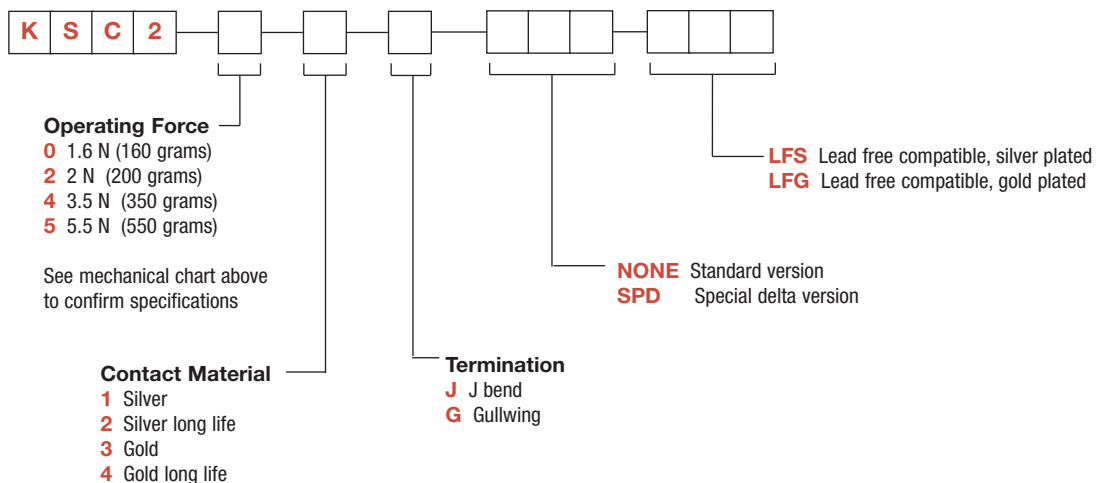 K S C 2
Operating Force
0 1.6 N (160 grams)
2 2 N (200 grams)
4 3.5 N (350 grams)
5 5.5 N (550 grams)
See mechanical chart above
to confirm specifications
Contact Material
1 Silver
2 Silver long life
3 Gold
4 Gold long life
Termination
J J bend
G Gullwing
NONE Standard version
SPD Special delta version
LFS Lead free compatible, silver plated
LFG Lead free compatible, gold plated